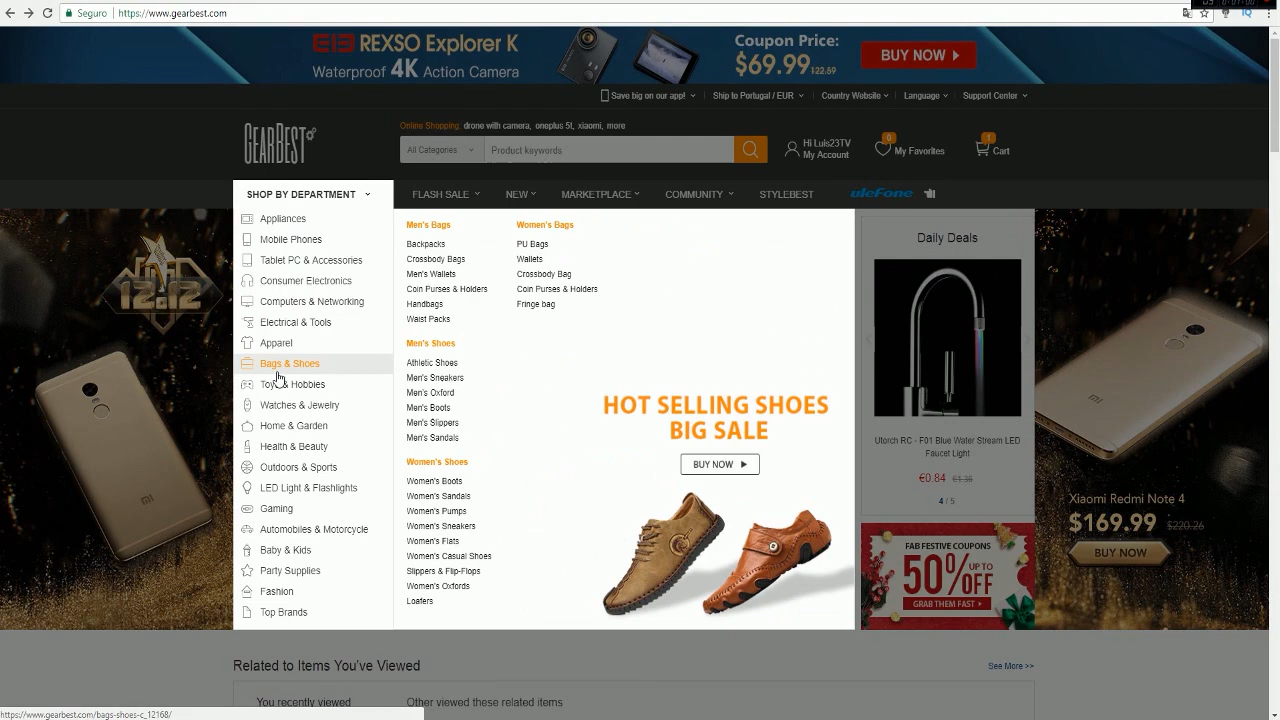 Seguro
https://www.gearbest.com
REXSO Explorer K
Waterproof 4K Action Camera
Coupon Price:
$69.99 122.59
BUY NOW
Save big on our app!
Ship to Portugal / EUR
Country Website
Language
Support Center
GEARBEST
Online Shopping: drone with camera, oneplus 5t, xiaomi, more
All Categories
Product keywords
Hi Luis23TV
My Account
0
My Favorites
1
Cart
SHOP BY DEPARTMENT
FLASH SALE
NEW
MARKETPLACE
COMMUNITY
STYLEBEST
uleFone
Appliances
Mobile Phones
Tablet PC & Accessories
Consumer Electronics
Computers & Networking
Electrical & Tools
Apparel
Bags & Shoes
Toys & Hobbies
Watches & Jewelry
Home & Garden
Health & Beauty
Outdoors & Sports
LED Light & Flashlights
Gaming
Automobiles & Motorcycle
Baby & Kids
Party Supplies
Fashion
Top Brands
Men's Bags
Backpacks
Crossbody Bags
Men's Wallets
Coin Purses & Holders
Handbags
Waist Packs
Men's Shoes
Athletic Shoes
Men's Sneakers
Men's Oxford
Men's Boots
Men's Slippers
Men's Sandals
Women's Shoes
Women's Boots
Women's Sandals
Women's Pumps
Women's Sneakers
Women's Flats
Women's Casual Shoes
Slippers & Flip-Flops
Women's Oxfords
Loafers
Women's Bags
PU Bags
Wallets
Crossbody Bag
Coin Purses & Holders
Fringe bag
HOT SELLING SHOES
BIG SALE
BUY NOW
Daily Deals
Utorch RC - F01 Blue Water Stream LED
Faucet Light
€0.84 €1.38
4 / 5
FAB FESTIVE COUPONS
50% UP TO
OFF
GRAB THEM FAST
12.12
mi
mi
Xiaomi Redmi Note 4
$169.99 $220.26
BUY NOW
Related to Items You've Viewed
See More >>
You recently viewed
Other viewed these related items
https://www.gearbest.com/bags-shoes-c_12168/